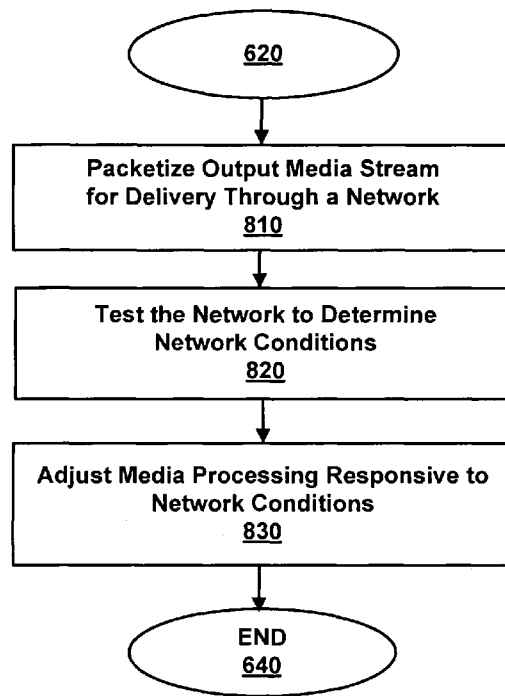 620
Packetize Output Media Stream
for Delivery Through a Network
810
Test the Network to Determine
Network Conditions
820
Adjust Media Processing Responsive to
Network Conditions
830
END
640